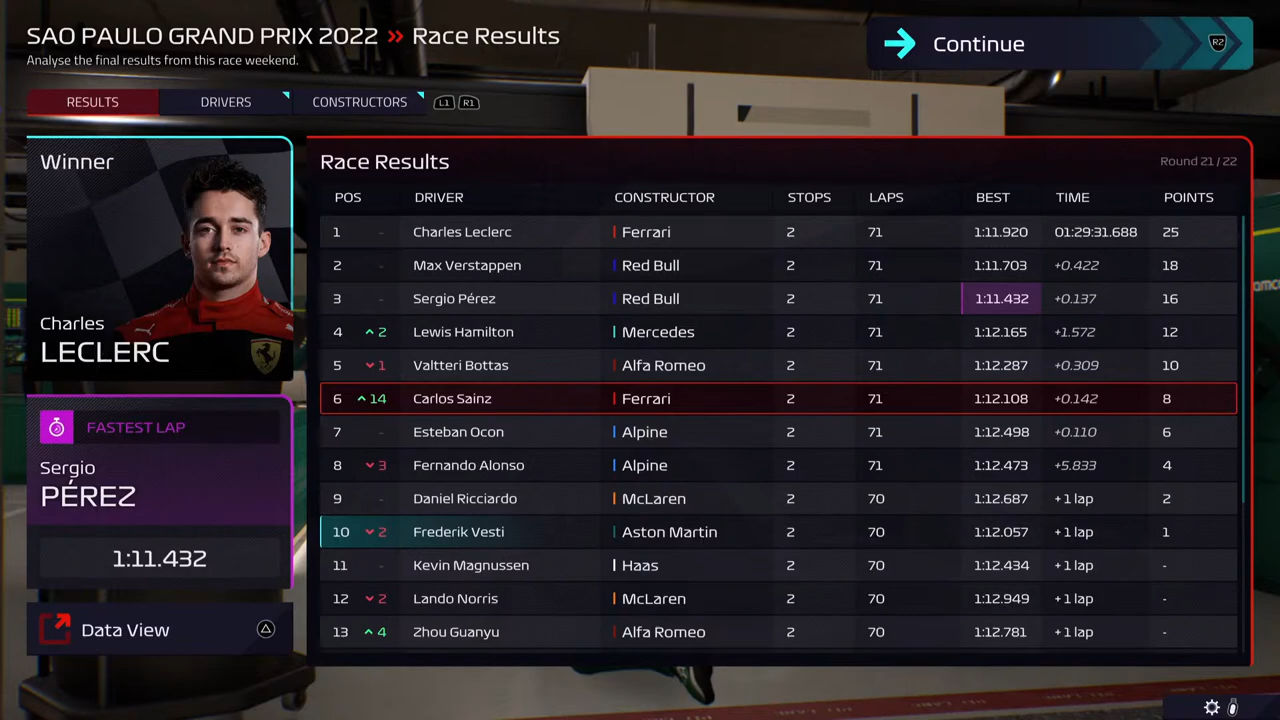 SAO PAULO GRAND PRIX 2022 » Race Results
Analyse the final results from this race weekend.
Continue R2
RESULTS DRIVERS CONSTRUCTORS L1 R1
Winner
Charles
LECLERC
FASTEST LAP
Sergio
PÉREZ
1:11.432
Data View
Race Results Round 21 / 22
POS DRIVER CONSTRUCTOR STOPS LAPS BEST TIME POINTS
1 - Charles Leclerc Ferrari 2 71 1:11.920 01:29:31.688 25
2 - Max Verstappen Red Bull 2 71 1:11.703 +0.422 18
3 - Sergio Pérez Red Bull 2 71 1:11.432 +0.137 16
4 2 Lewis Hamilton Mercedes 2 71 1:12.165 +1.572 12
5 1 Valtteri Bottas Alfa Romeo 2 71 1:12.287 +0.309 10
6 14 Carlos Sainz Ferrari 2 71 1:12.108 +0.142 8
7 - Esteban Ocon Alpine 2 71 1:12.498 +0.110 6
8 3 Fernando Alonso Alpine 2 71 1:12.473 +5.833 4
9 - Daniel Ricciardo McLaren 2 70 1:12.687 + 1 lap 2
10 2 Frederik Vesti Aston Martin 2 70 1:12.057 + 1 lap 1
11 - Kevin Magnussen Haas 2 70 1:12.434 + 1 lap -
12 2 Lando Norris McLaren 2 70 1:12.949 + 1 lap -
13 4 Zhou Guanyu Alfa Romeo 2 70 1:12.781 + 1 lap -